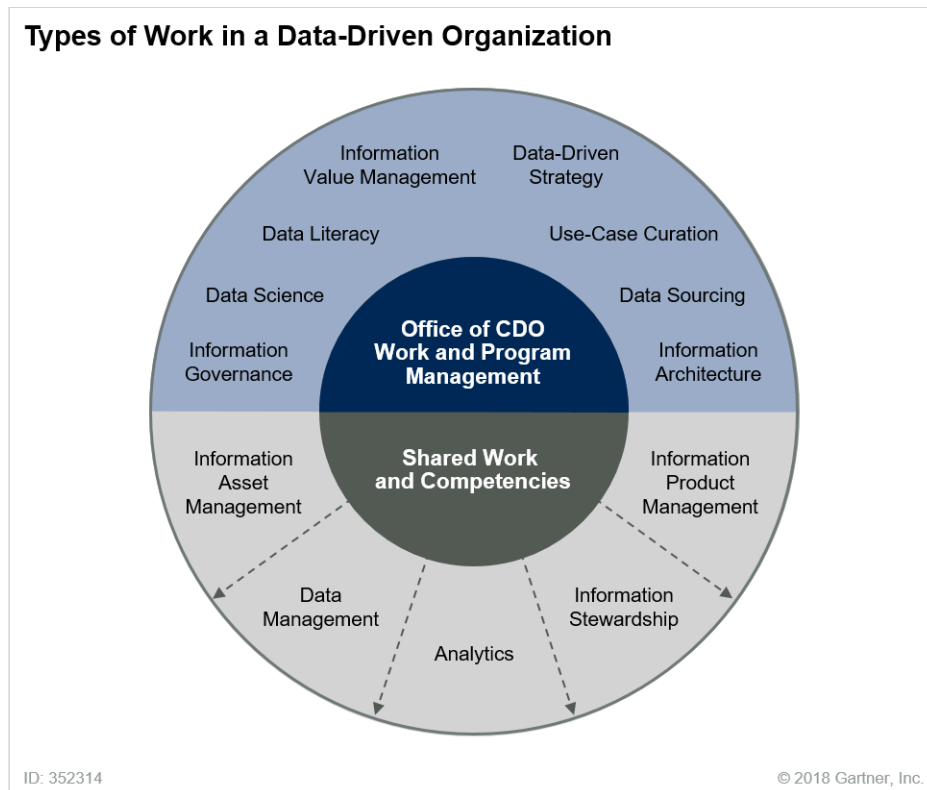 Types of Work in a Data-Driven Organization
Information
Value Management
Data-Driven
Strategy
Data Literacy
Use-Case Curation
Data Science
Data Sourcing
Information
Governance
Office of CDO
Work and Program
Management
Information
Architecture
Information
Asset
Management
Shared Work
and Competencies
Information
Product
Management
Data
Management
Information
Stewardship
Analytics
ID: 352314
© 2018 Gartner, Inc.